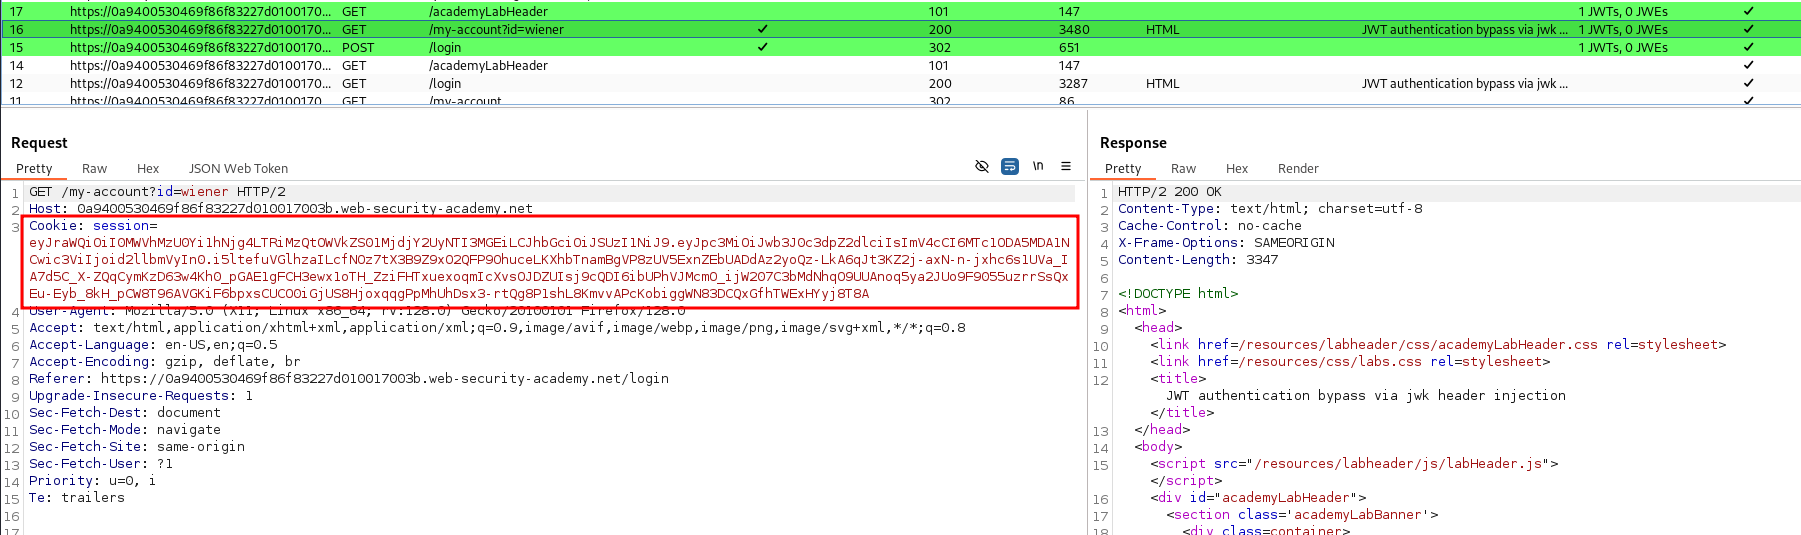 17 https://0a9400530469f86f83227d0100170... GET /academyLabHeader 101 147 1 JWTs, 0 JWEs ✓
16 https://0a9400530469f86f83227d0100170... GET /my-account?id=wiener ✓ 200 3480 HTML JWT authentication bypass via jwk ... 1 JWTs, 0 JWEs ✓
15 https://0a9400530469f86f83227d0100170... POST /login ✓ 302 651 1 JWTs, 0 JWEs ✓
14 https://0a9400530469f86f83227d0100170... GET /academyLabHeader 101 147 ✓
12 https://0a9400530469f86f83227d0100170... GET /login 200 3287 HTML JWT authentication bypass via jwk ... ✓
11 https://0a9400530469f86f83227d0100170... GET /my-account 302 86 ✓
Request
Pretty Raw Hex JSON Web Token \n
1 GET /my-account?id=wiener HTTP/2
2 Host: 0a9400530469f86f83227d010017003b.web-security-academy.net
3 Cookie: session=
4 User-Agent: Mozilla/5.0 (X11; Linux x86_64; rv:128.0) Gecko/20100101 Firefox/128.0
5 Accept: text/html,application/xhtml+xml,application/xml;q=0.9,image/avif,image/webp,image/png,image/svg+xml,*/*;q=0.8
6 Accept-Language: en-US,en;q=0.5
7 Accept-Encoding: gzip, deflate, br
8 Referer: https://0a9400530469f86f83227d010017003b.web-security-academy.net/login
9 Upgrade-Insecure-Requests: 1
10 Sec-Fetch-Dest: document
11 Sec-Fetch-Mode: navigate
12 Sec-Fetch-Site: same-origin
13 Sec-Fetch-User: ?1
14 Priority: u=0, i
15 Te: trailers
16
17
Response
Pretty Raw Hex Render
1 HTTP/2 200 OK
2 Content-Type: text/html; charset=utf-8
3 Cache-Control: no-cache
4 X-Frame-Options: SAMEORIGIN
5 Content-Length: 3347
6
7 <!DOCTYPE html>
8 <html>
9 <head>
10 <link href=/resources/labheader/css/academyLabHeader.css rel=stylesheet>
11 <link href=/resources/css/labs.css rel=stylesheet>
12 <title>
JWT authentication bypass via jwk header injection
</title>
13 </head>
14 <body>
15 <script src="/resources/labheader/js/labHeader.js">
</script>
16 <div id="academyLabHeader">
17 <section class='academyLabBanner'>
18 <div class=container>